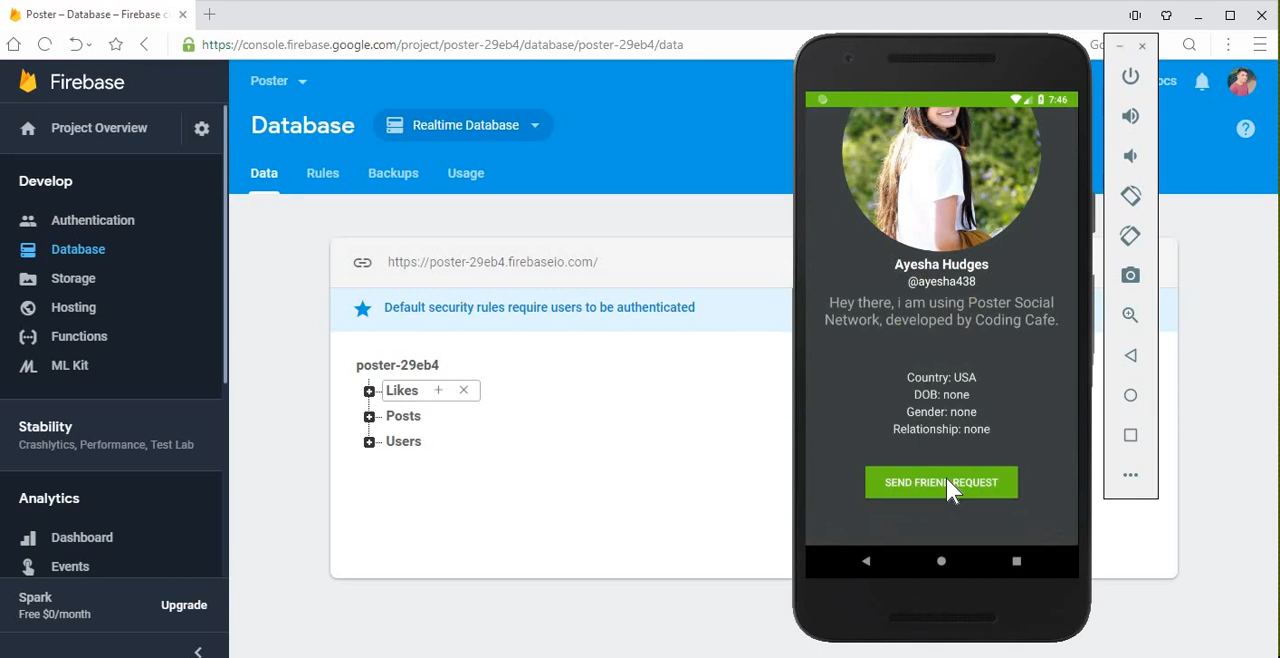 Poster – Database – Firebase c
https://console.firebase.google.com/project/poster-29eb4/database/poster-29eb4/data
Firebase
Project Overview
Develop
Authentication
Database
Storage
Hosting
Functions
ML Kit
Stability
Crashlytics, Performance, Test Lab
Analytics
Dashboard
Events
Spark
Free $0/month
Upgrade
Poster
Database
Realtime Database
Data
Rules
Backups
Usage
https://poster-29eb4.firebaseio.com/
Default security rules require users to be authenticated
poster-29eb4
Likes
Posts
Users
7:46
Ayesha Hudges
@ayesha438
Hey there, i am using Poster Social
Network, developed by Coding Cafe.
Country: USA
DOB: none
Gender: none
Relationship: none
SEND FRIEND REQUEST